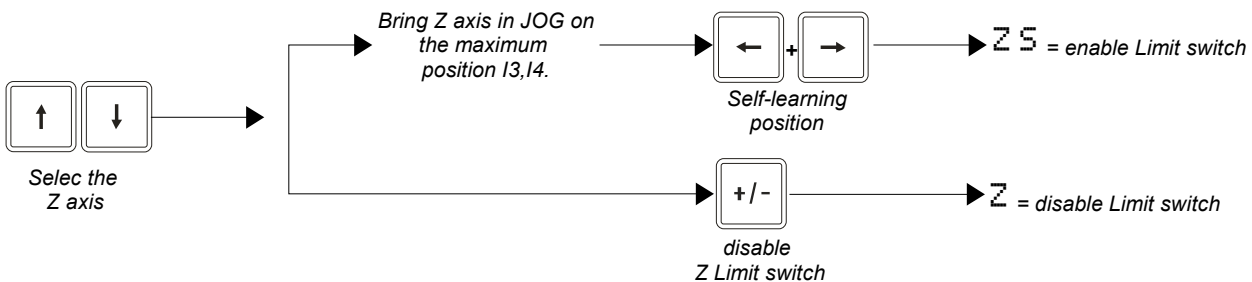 ↑ ↓
Selec the
Z axis
Bring Z axis in JOG on
the maximum
position I3,I4.
← + →
Self-learning
position
ZS = enable Limit switch
+/-
disable
Z Limit switch
Z = disable Limit switch